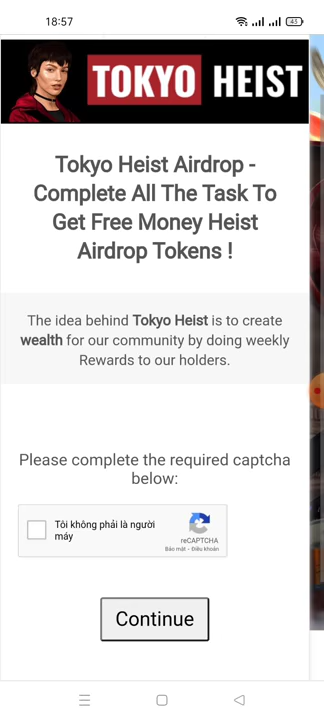 18:57
45
TOKYO HEIST
Tokyo Heist Airdrop -
Complete All The Task To
Get Free Money Heist
Airdrop Tokens !
The idea behind Tokyo Heist is to create
wealth for our community by doing weekly
Rewards to our holders.
Please complete the required captcha
below:
Tôi không phải là người
máy
reCAPTCHA
Bảo mật - Điều khoản
Continue